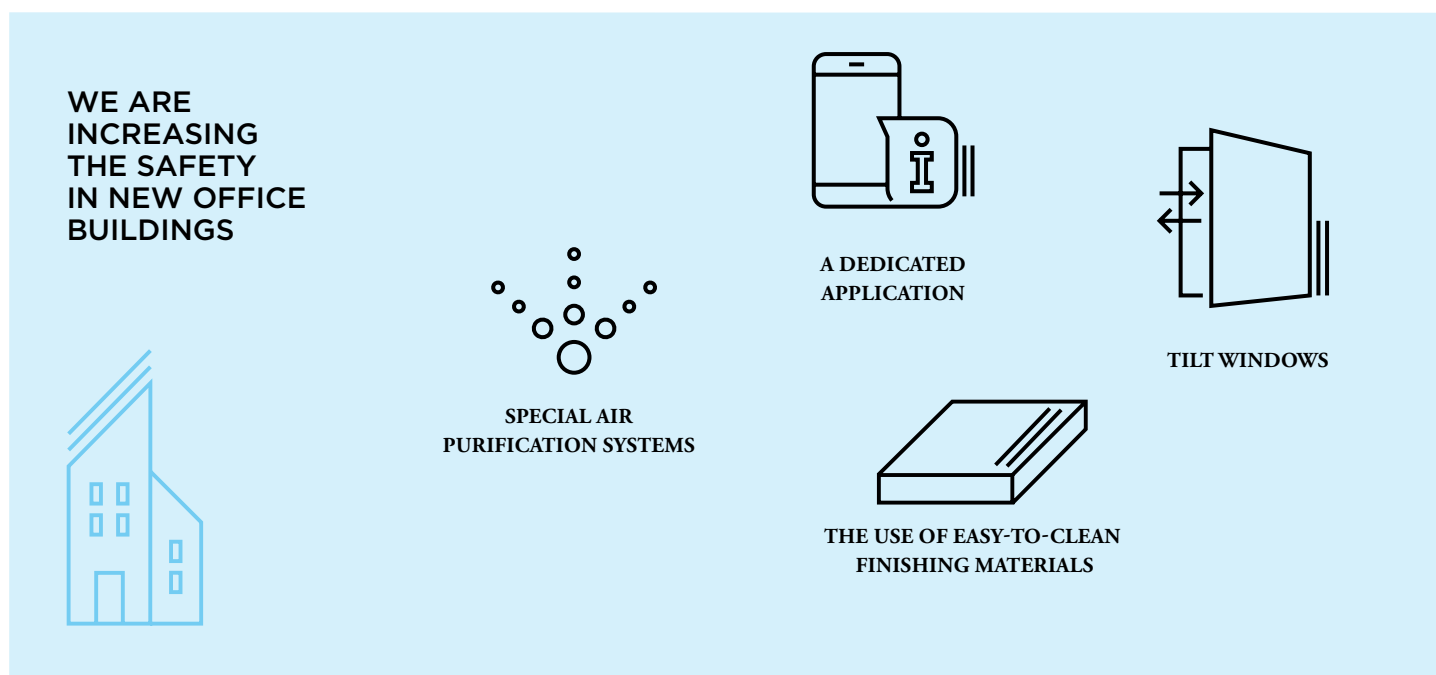 WE ARE
INCREASING
THE SAFETY
IN NEW OFFICE
BUILDINGS
SPECIAL AIR
PURIFICATION SYSTEMS
A DEDICATED
APPLICATION
TILT WINDOWS
THE USE OF EASY-TO-CLEAN
FINISHING MATERIALS